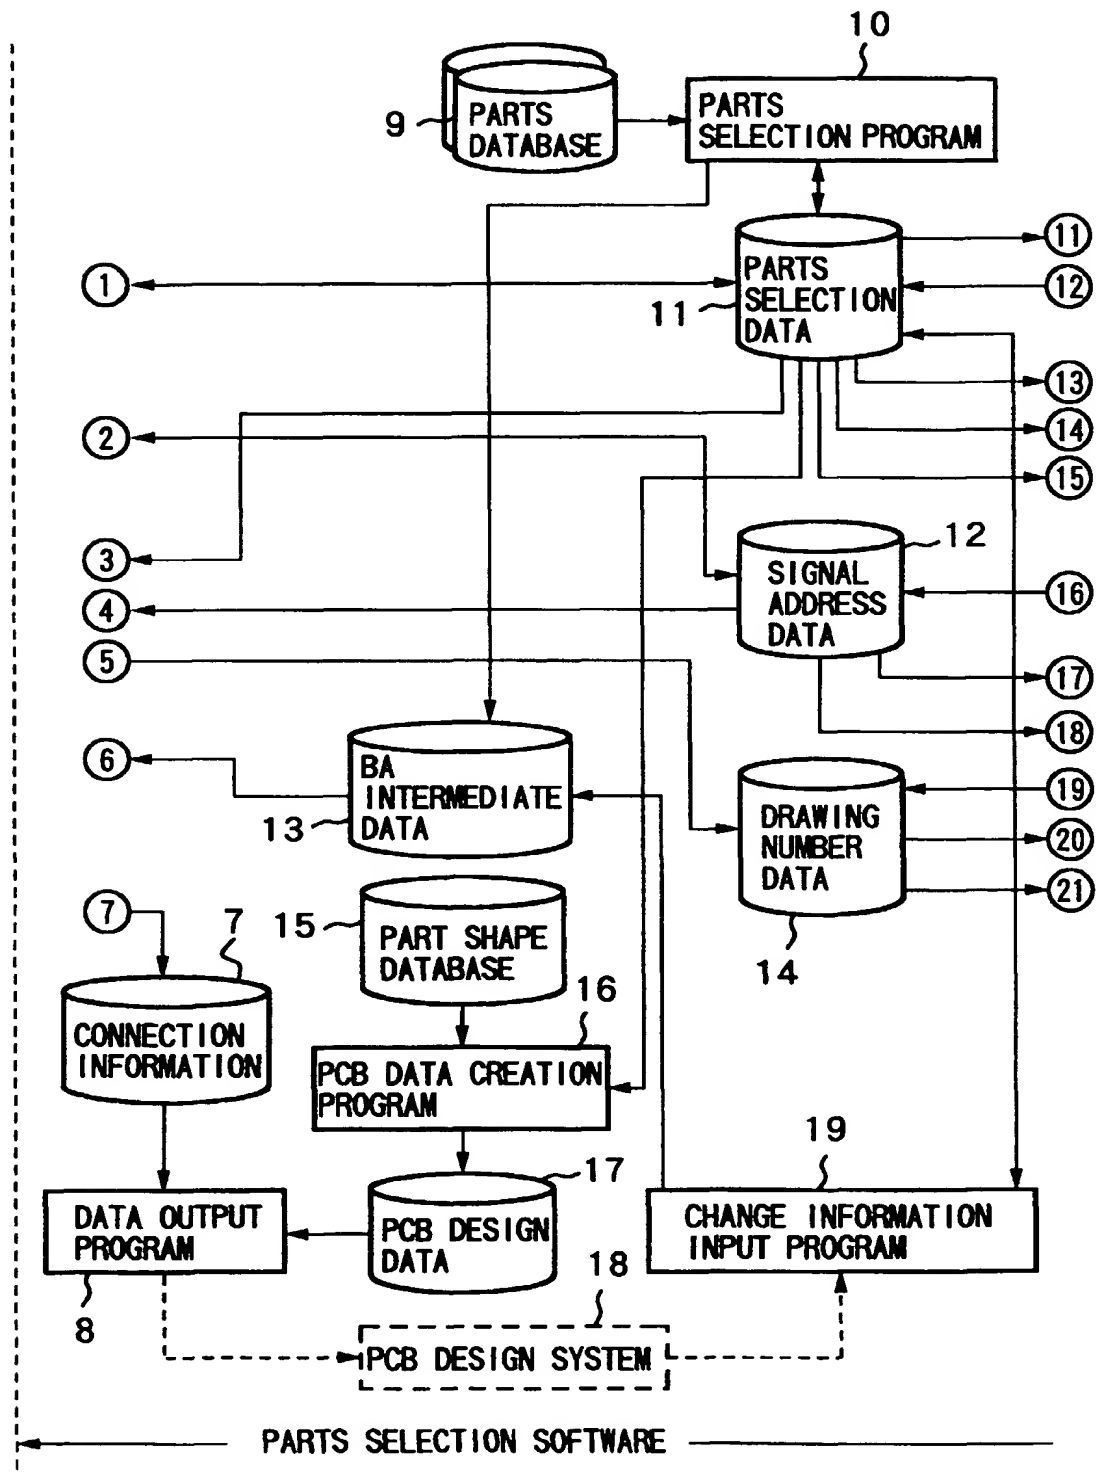 10
9
PARTS
DATABASE
PARTS
SELECTION PROGRAM
11
1
PARTS
SELECTION
DATA
11
12
13
2
14
15
3
12
SIGNAL
ADDRESS
DATA
16
4
5
17
18
6
BA
INTERMEDIATE
DATA
13
DRAWING
NUMBER
DATA
19
20
21
14
7
7
15
PART SHAPE
DATABASE
CONNECTION
INFORMATION
16
PCB DATA CREATION
PROGRAM
17
19
DATA OUTPUT
PROGRAM
8
PCB DESIGN
DATA
CHANGE INFORMATION
INPUT PROGRAM
18
PCB DESIGN SYSTEM
PARTS SELECTION SOFTWARE